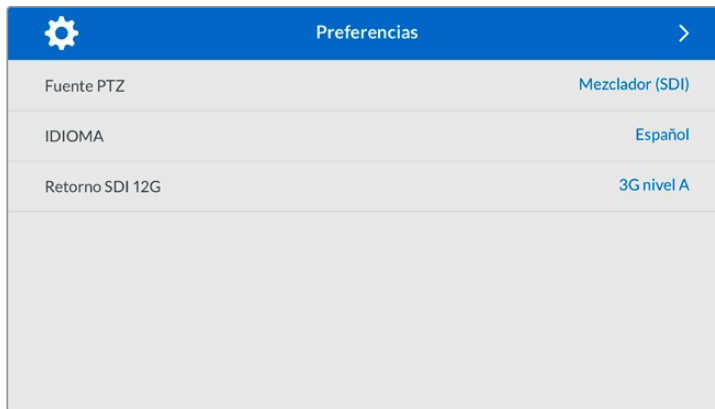 Preferencias
Fuente PTZ Mezclador (SDI)
IDIOMA Español
Retorno SDI 12G 3G nivel A